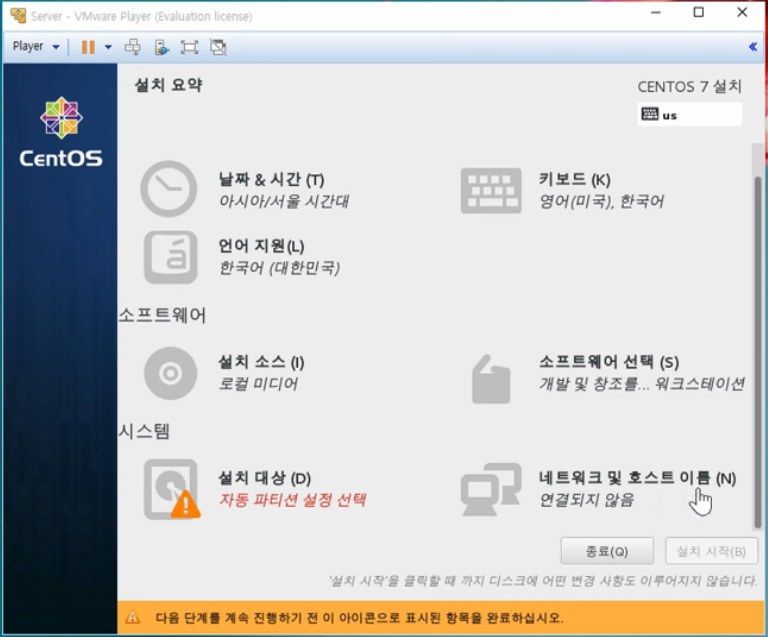 Server - VMware Player (Evaluation license)
Player
설치 요약
CENTOS 7 설치
us
CentOS
날짜 & 시간 (T)
아시아/서울 시간대
키보드 (K)
영어(미국), 한국어
언어 지원(L)
한국어 (대한민국)
á
소프트웨어
설치 소스 (I)
로컬 미디어
소프트웨어 선택 (S)
개발 및 창조를... 워크스테이션
시스템
설치 대상 (D)
자동 파티션 설정 선택
네트워크 및 호스트 이름 (N)
연결되지 않음
종료(Q)
설치 시작(B)
'설치 시작'을 클릭할 때 까지 디스크에 어떤 변경 사항도 이루어지지 않습니다.
다음 단계를 계속 진행하기 전 이 아이콘으로 표시된 항목을 완료하십시오.